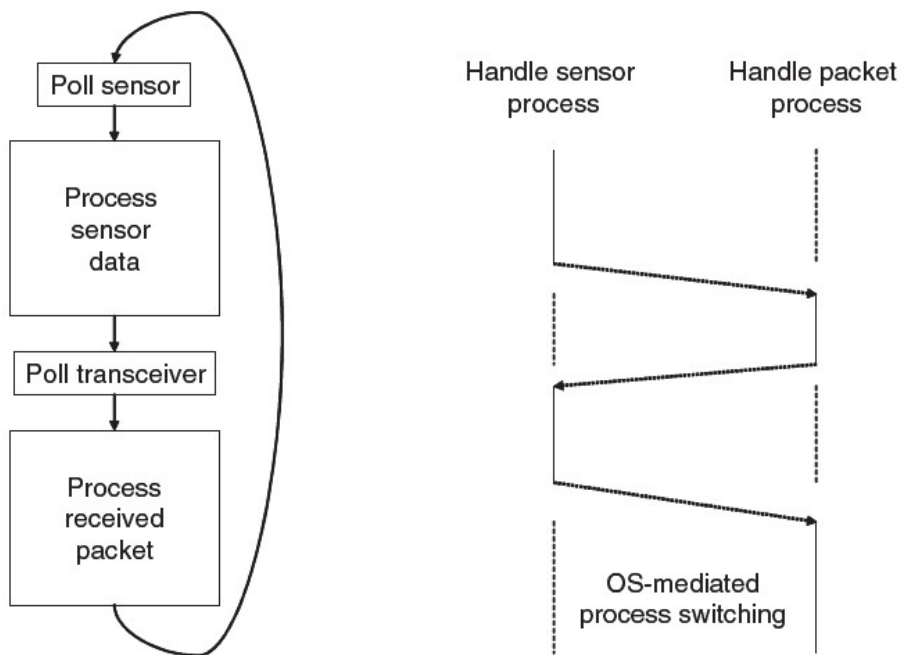 Poll sensor
Process
sensor
data
Poll transceiver
Process
received
packet
Handle sensor
process
Handle packet
process
OS-mediated
process switching